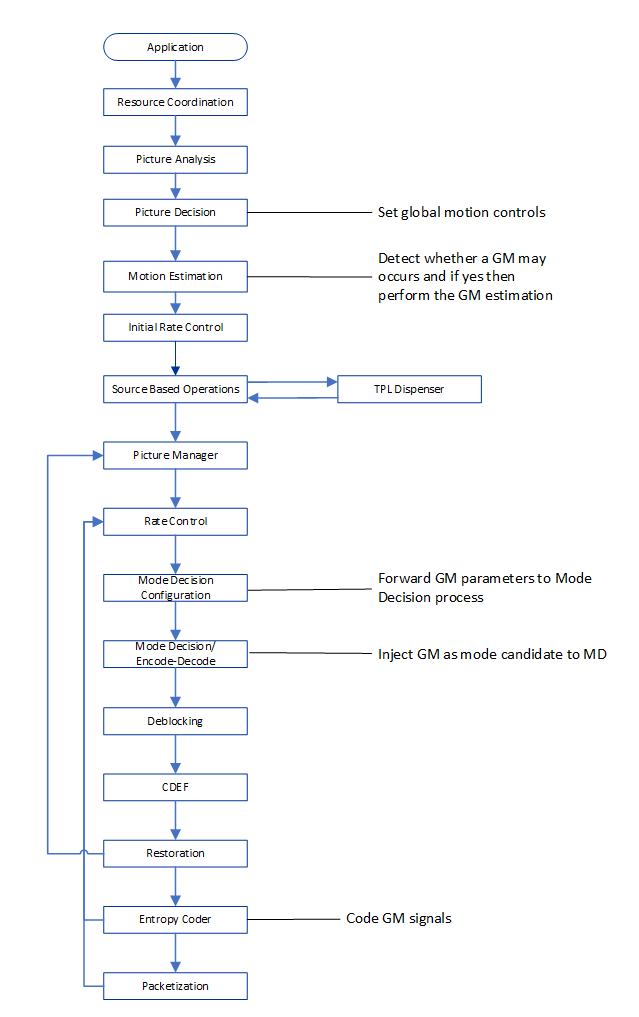 Application
Resource Coordination
Picture Analysis
Picture Decision
Set global motion controls
Motion Estimation
Detect whether a GM may
occurs and if yes then
perform the GM estimation
Initial Rate Control
Source Based Operations
TPL Dispenser
Picture Manager
Rate Control
Mode Decision
Configuration
Forward GM parameters to Mode
Decision process
Mode Decision/
Encode-Decode
Inject GM as mode candidate to MD
Deblocking
CDEF
Restoration
Entropy Coder
Code GM signals
Packetization